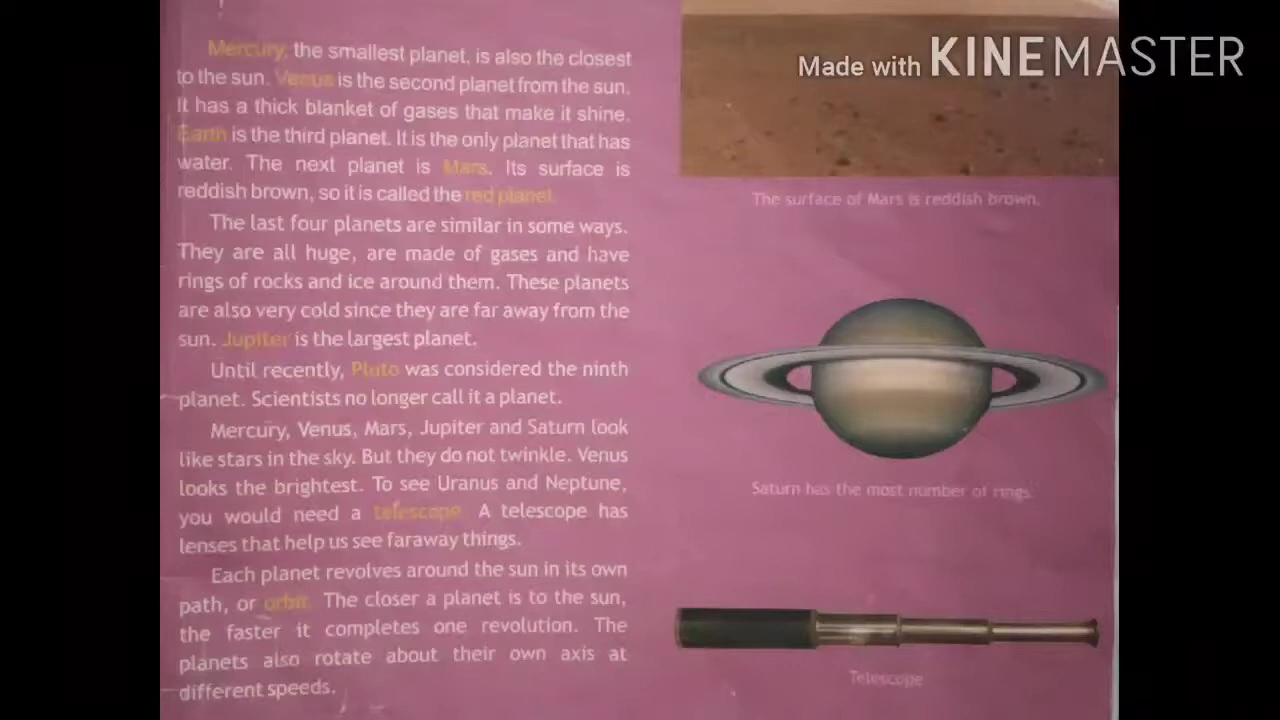 Mercury, the smallest planet, is also the closest
to the sun. Venus is the second planet from the sun.
It has a thick blanket of gases that make it shine.
Earth is the third planet. It is the only planet that has
water. The next planet is Mars. Its surface is
reddish brown, so it is called the red planet.
The last four planets are similar in some ways.
They are all huge, are made of gases and have
rings of rocks and ice around them. These planets
are also very cold since they are far away from the
sun. Jupiter is the largest planet.
Until recently, Pluto was considered the ninth
planet. Scientists no longer call it a planet.
Mercury, Venus, Mars, Jupiter and Saturn look
like stars in the sky. But they do not twinkle. Venus
looks the brightest. To see Uranus and Neptune,
you would need a telescope. A telescope has
lenses that help us see faraway things.
Each planet revolves around the sun in its own
path, or orbit. The closer a planet is to the sun,
the faster it completes one revolution. The
planets also rotate about their own axis at
different speeds.
Made with KINEMASTER
The surface of Mars is reddish brown.
Saturn has the most number of rings.
Telescope